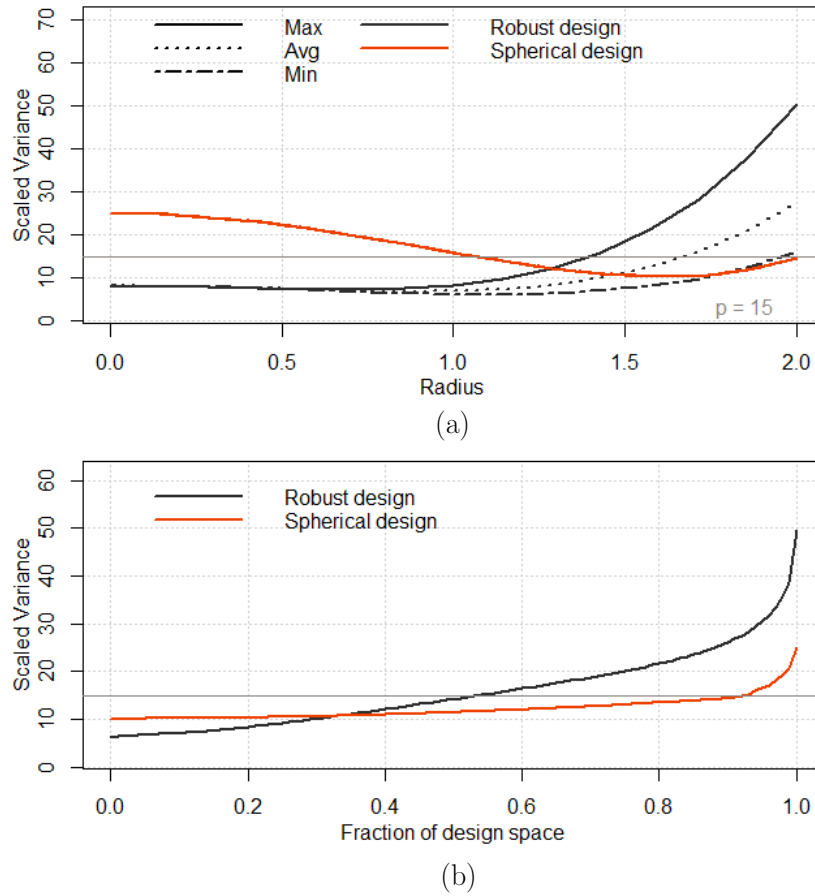 70
60
50
40
30
20
10
0
Scaled Variance
Max Robust design
Avg Spherical design
Min
p = 15
0.0 0.5 1.0 1.5 2.0
Radius
(a)
60
50
40
30
20
10
0
Scaled Variance
Robust design
Spherical design
0.0 0.2 0.4 0.6 0.8 1.0
Fraction of design space
(b)